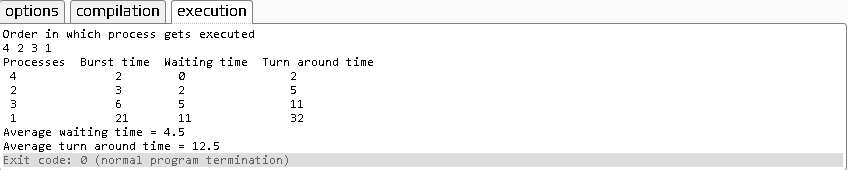 options compilation execution
Order in which process gets executed
4 2 3 1
Processes Burst time Waiting time Turn around time
4 2 0 2
2 3 2 5
3 6 5 11
1 21 11 32
Average waiting time = 4.5
Average turn around time = 12.5
Exit code: 0 (normal program termination)